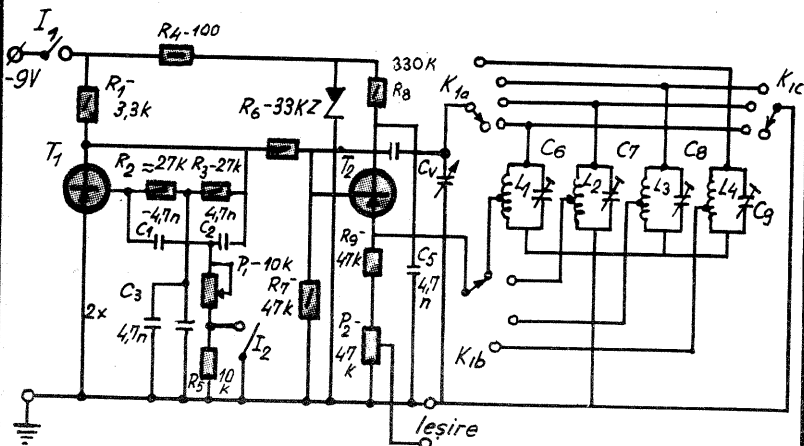 I1
-9V
R4-100
R1-
3,3k
R6-33KZ
330K
R8
K1a
K1c
T1
R2 ≈27K
R3-27k
T2
Cv
C6
C7
C8
C9
L1
L2
L3
L4
-4,7n
4,7n
C1
C2
P1-10k
R9-
47k
C5
4,7
n
C3
R7-
47k
2x
4,7n
I2
P2-
47
k
K1b
R5
10
k
Ieșire